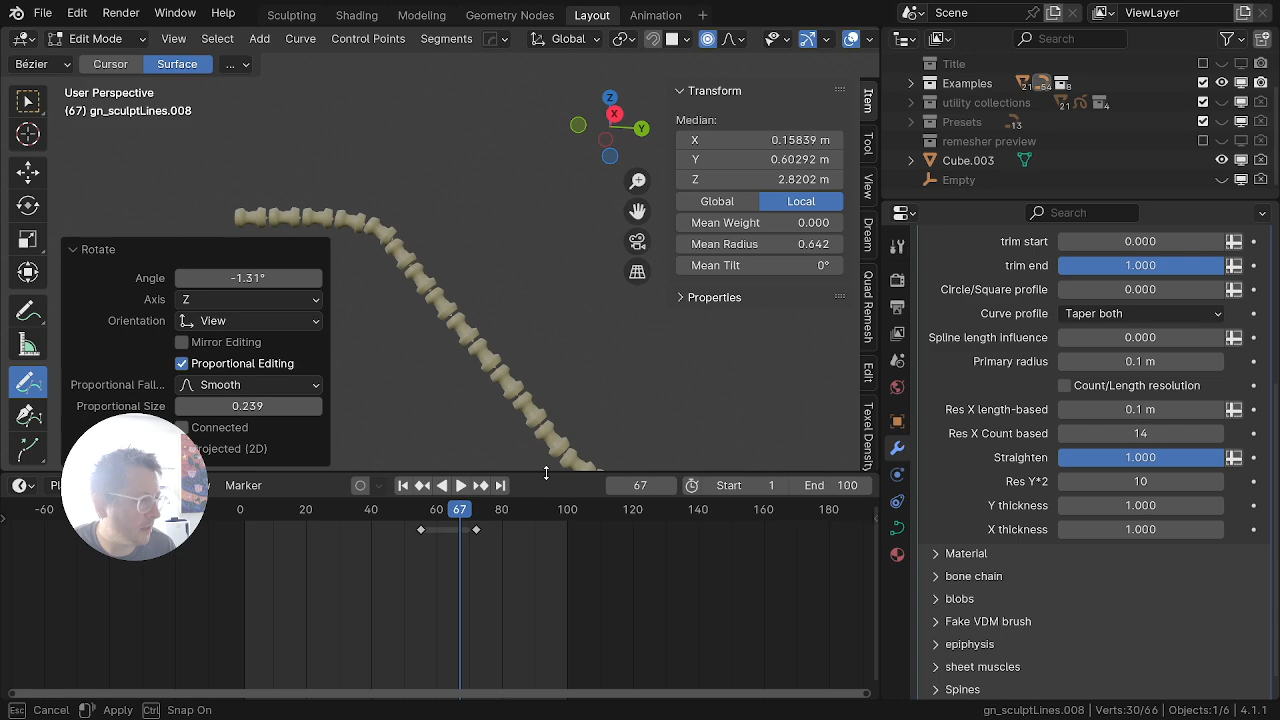 File Edit Render Window Help Sculpting Shading Modeling Geometry Nodes Layout Animation + Scene ViewLayer
Edit Mode View Select Add Curve Control Points Segments Global Search
Bézier Cursor Surface ... Title
User Perspective
(67) gn_sculptLines.008
Z
X
Y
Transform
Median:
X 0.15839 m
Y 0.60292 m
Z 2.8202 m
Global Local
Mean Weight 0.000
Mean Radius 0.642
Mean Tilt 0°
Properties
Item
Tool
View
Dream
Quad Remesh
Edit
Texel Density
Rotate
Angle -1.31°
Axis Z
Orientation View
Mirror Editing
Proportional Editing
Proportional Fall... Smooth
Proportional Size 0.239
Connected
Projected (2D)
Examples 21 54 8
utility collections 21 4
Presets 13
remesher preview
Cube.003
Empty
Search
trim start 0.000
trim end 1.000
Circle/Square profile 0.000
Curve profile Taper both
Spline length Influence 0.000
Primary radius 0.1 m
Count/Length resolution
Res X length-based 0.1 m
Res X Count based 14
Straighten 1.000
Res Y*2 10
Y thickness 1.000
X thickness 1.000
Material
bone chain
blobs
Fake VDM brush
epiphysis
sheet muscles
Spines
Marker 67 Start 1 End 100
-60 0 20 40 60 67 80 100 120 140 160 180
Esc Cancel Apply Ctrl Snap On gn_sculptLines.008 | Verts:30/66 | Objects:1/6 | 4.1.1